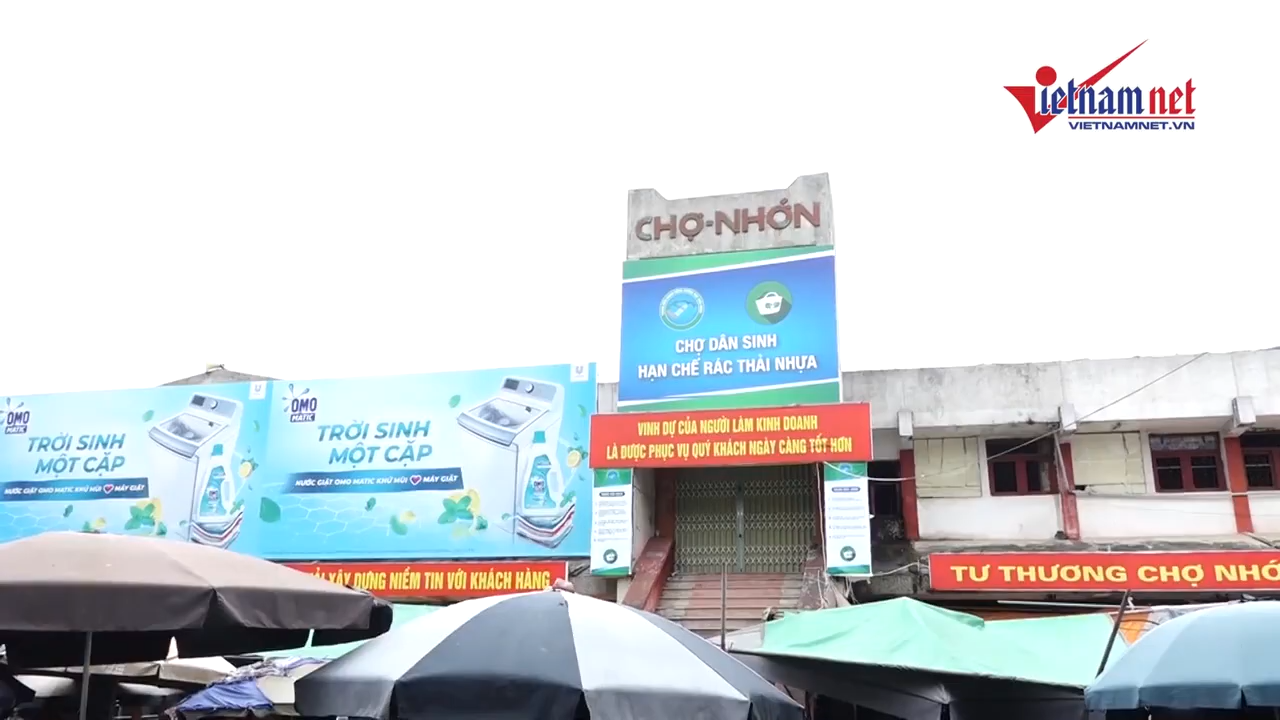 Vietnamnet
VIETNAMNET.VN
CHỢ-NHỚN
CHỢ DÂN SINH
HẠN CHẾ RÁC THẢI NHỰA
VINH DỰ CỦA NGƯỜI LÀM KINH DOANH
LÀ ĐƯỢC PHỤC VỤ QUÝ KHÁCH NGÀY CÀNG TỐT HƠN
OMO
MATIC
TRỜI SINH
MỘT CẶP
NƯỚC GIẶT OMO MATIC KHỬ MÙI MÁY GIẶT
OMO
MATIC
TRỜI SINH
MỘT CẶP
NƯỚC GIẶT OMO MATIC KHỬ MÙI MÁY GIẶT
XÂY DỰNG NIỀM TIN VỚI KHÁCH HÀNG
TƯ THƯƠNG CHỢ NHỔ